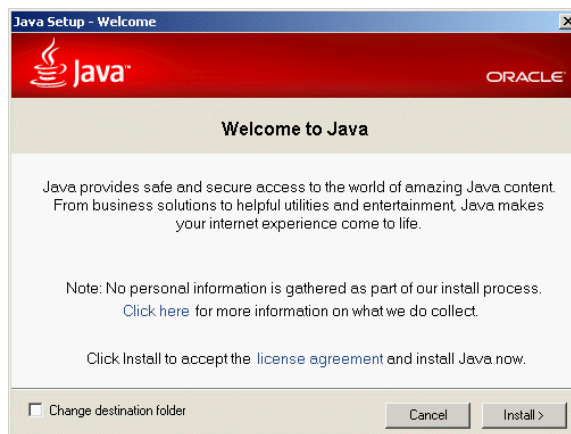 Java Setup - Welcome
Java™
ORACLE
Welcome to Java
Java provides safe and secure access to the world of amazing Java content.
From business solutions to helpful utilities and entertainment, Java makes
your internet experience come to life.
Note: No personal information is gathered as part of our install process.
Click here for more information on what we do collect.
Click Install to accept the license agreement and install Java now.
Change destination folder
Cancel
Install >